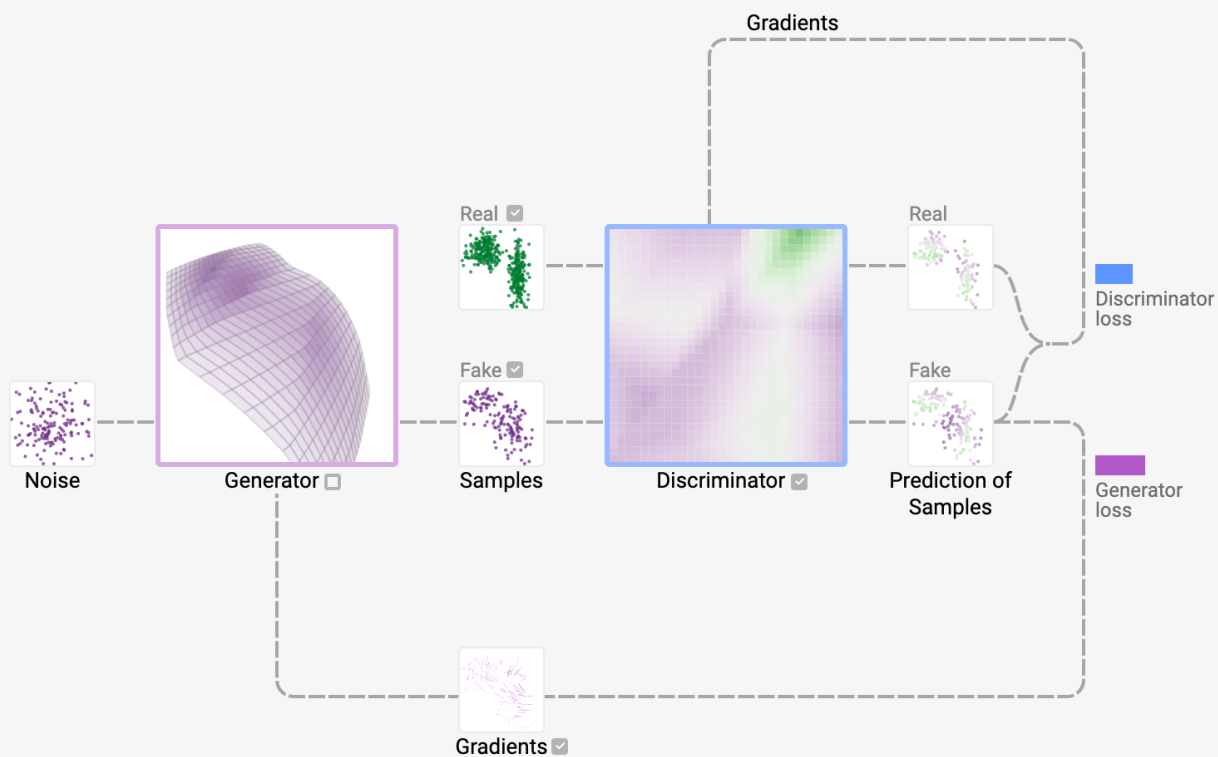 Gradients
Real
Real
Discriminator
loss
Fake
Fake
Generator
loss
Noise
Generator
Samples
Discriminator
Prediction of
Samples
Gradients